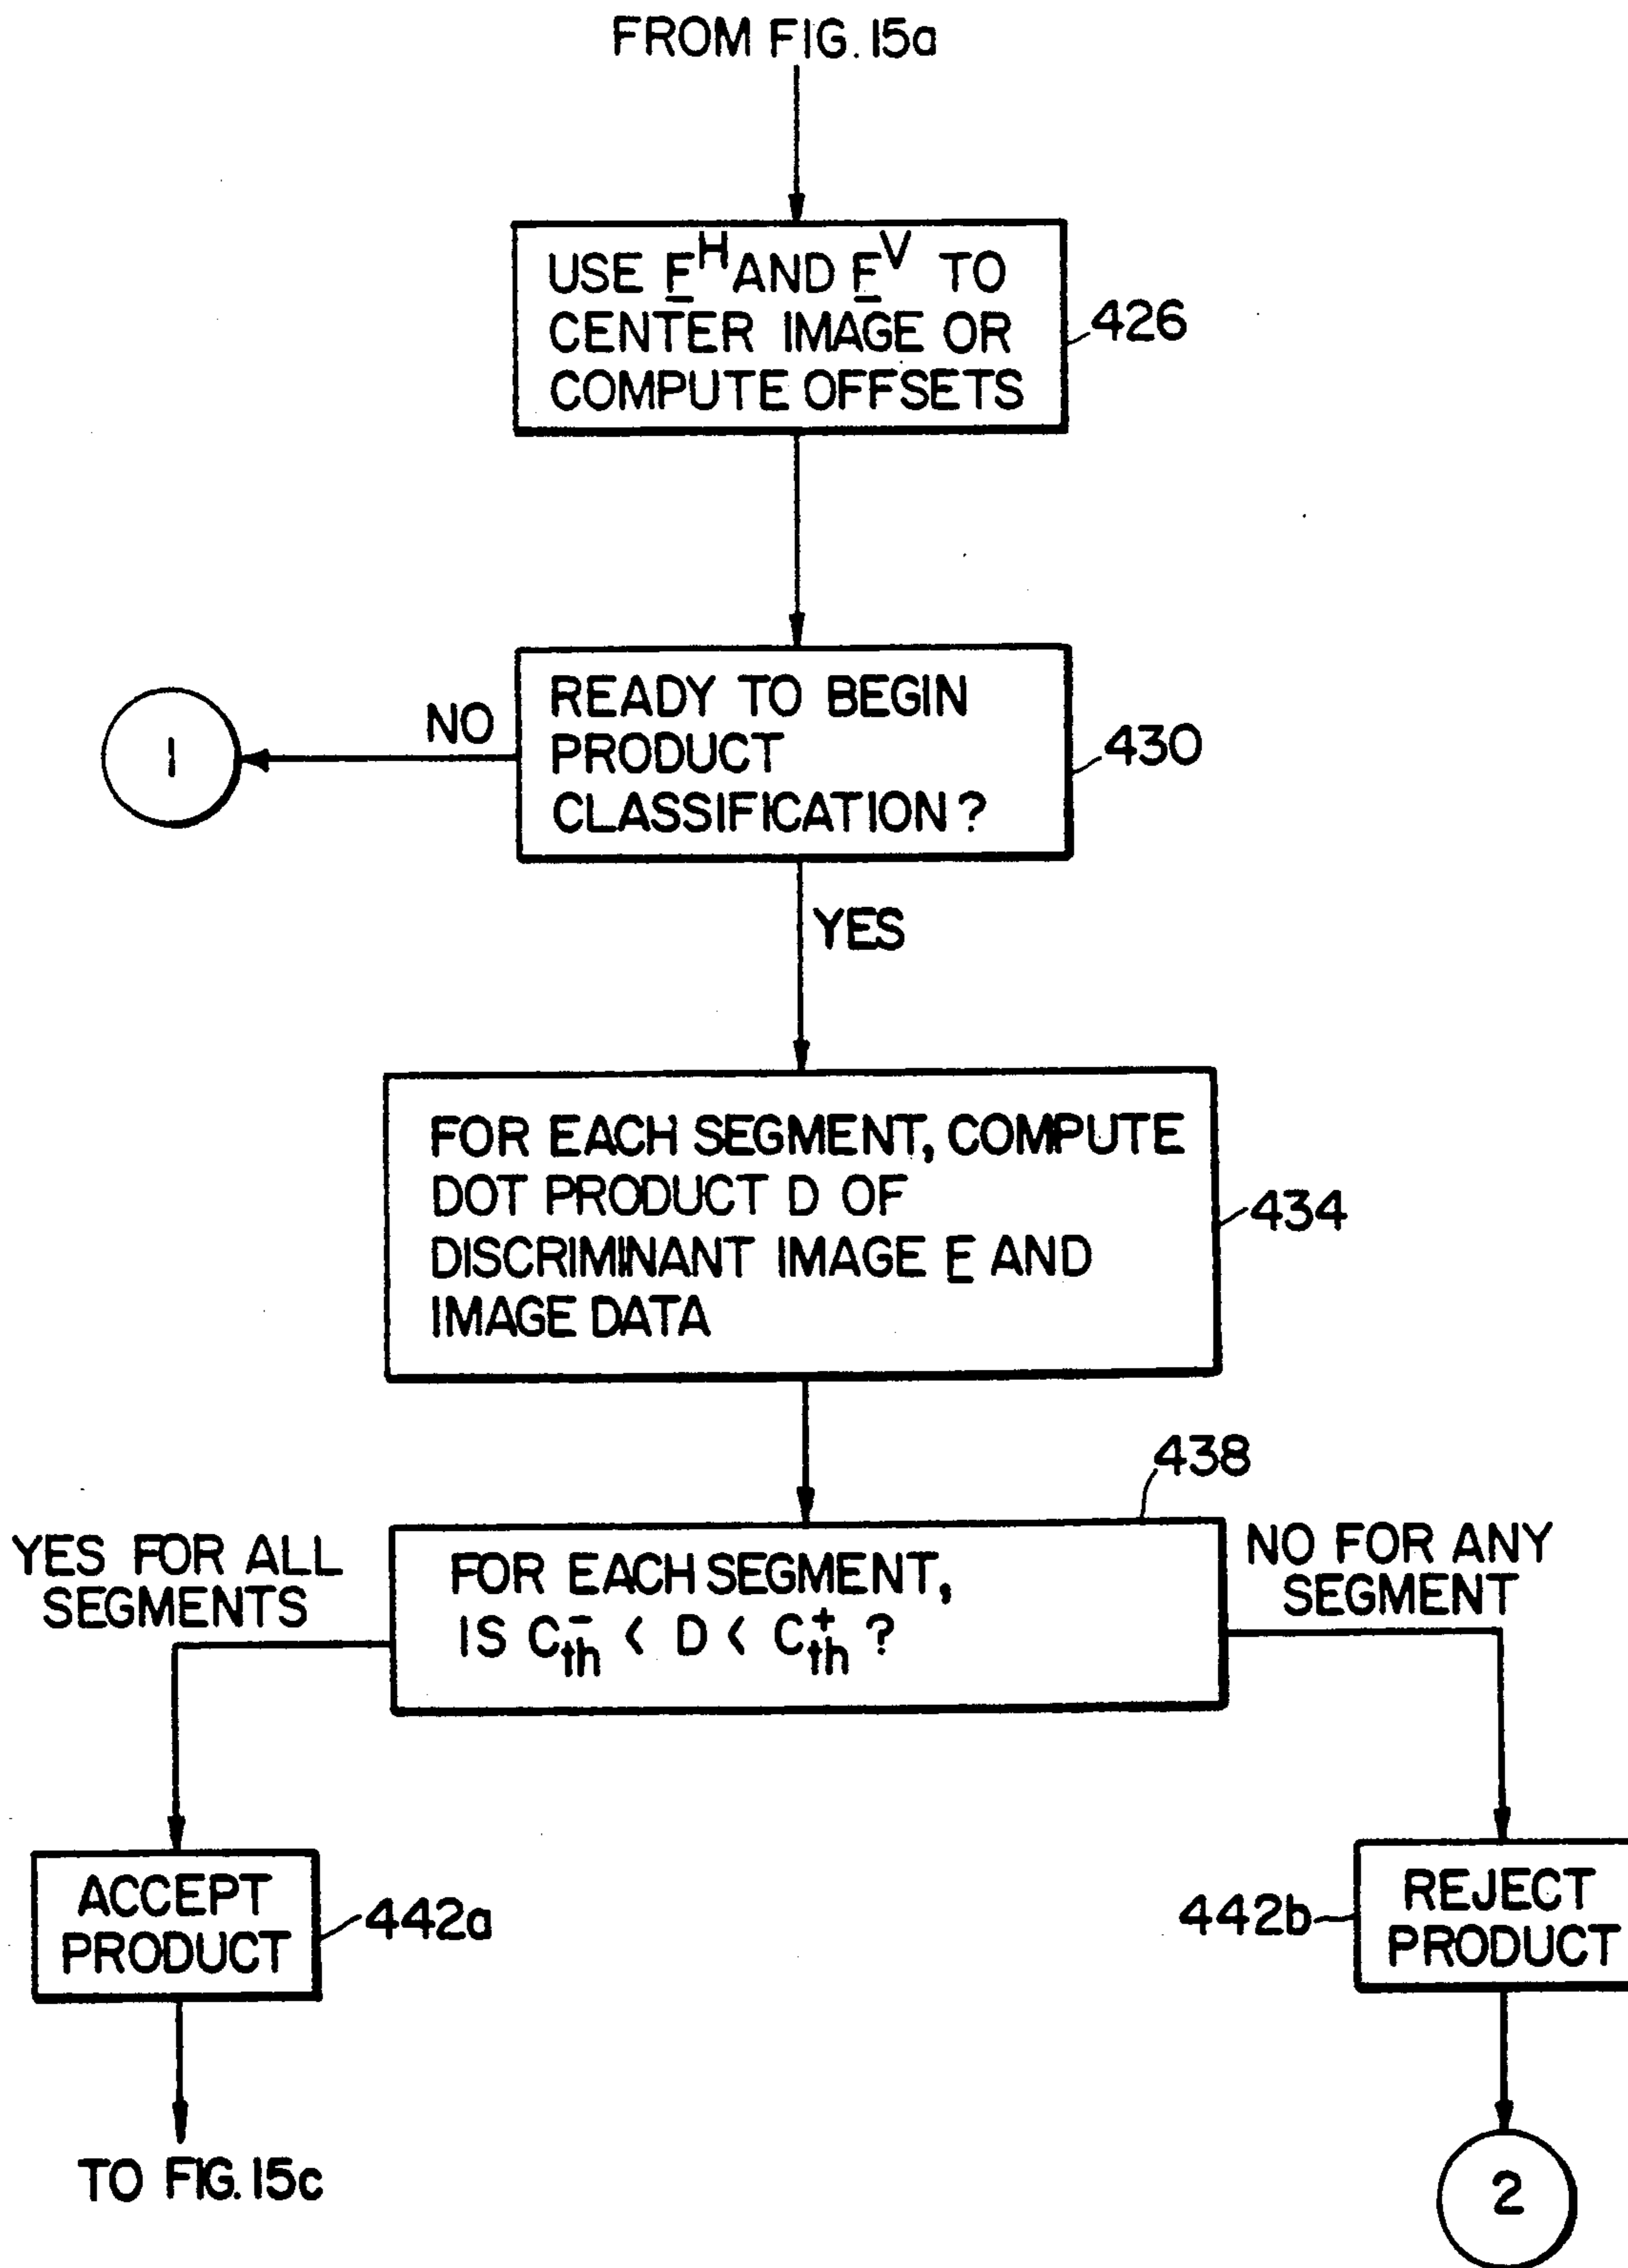 FROM FIG. 15a
USE F^H AND F^V TO
CENTER IMAGE OR
COMPUTE OFFSETS
426
READY TO BEGIN
PRODUCT
CLASSIFICATION?
430
NO
1
YES
FOR EACH SEGMENT, COMPUTE
DOT PRODUCT D OF
DISCRIMINANT IMAGE F AND
IMAGE DATA
434
438
YES FOR ALL
SEGMENTS
FOR EACH SEGMENT,
IS C_th^- < D < C_th^+ ?
NO FOR ANY
SEGMENT
ACCEPT
PRODUCT
442a
442b
REJECT
PRODUCT
TO FIG. 15c
2